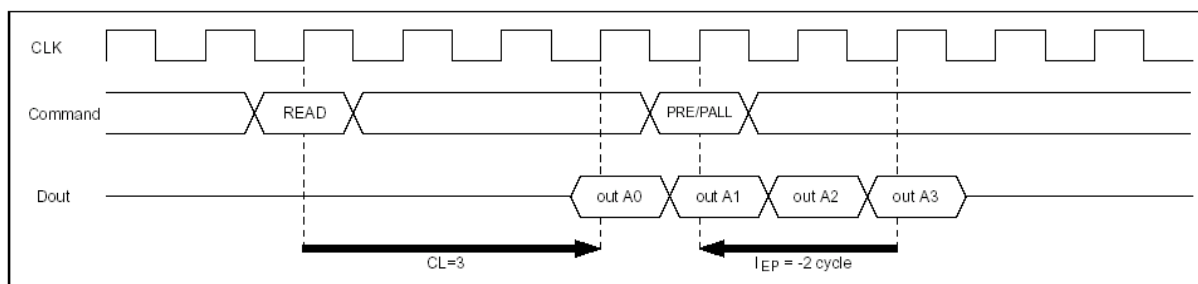 CLK
Command
READ
PRE/PALL
Dout
out A0
out A1
out A2
out A3
CL=3
lEP = -2 cycle